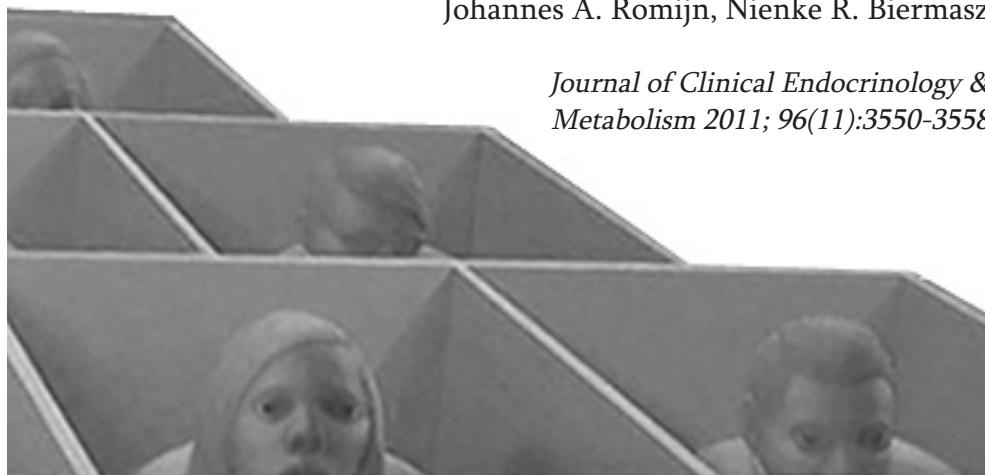 Johannes A. Romijn, Nienke R. Biermasz
Journal of Clinical Endocrinology &
Metabolism 2011; 96(11):3550-3558